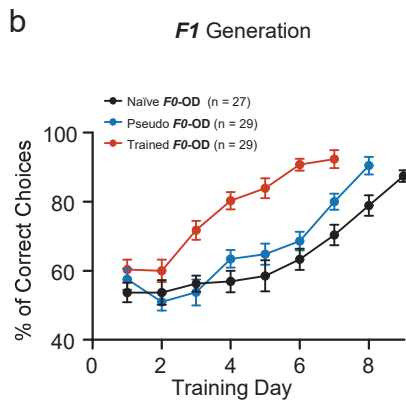 b
F1 Generation
Naïve F0-OD (n = 27)
Pseudo F0-OD (n = 29)
Trained F0-OD (n = 29)
100
80
60
40
% of Correct Choices
0 2 4 6 8
Training Day